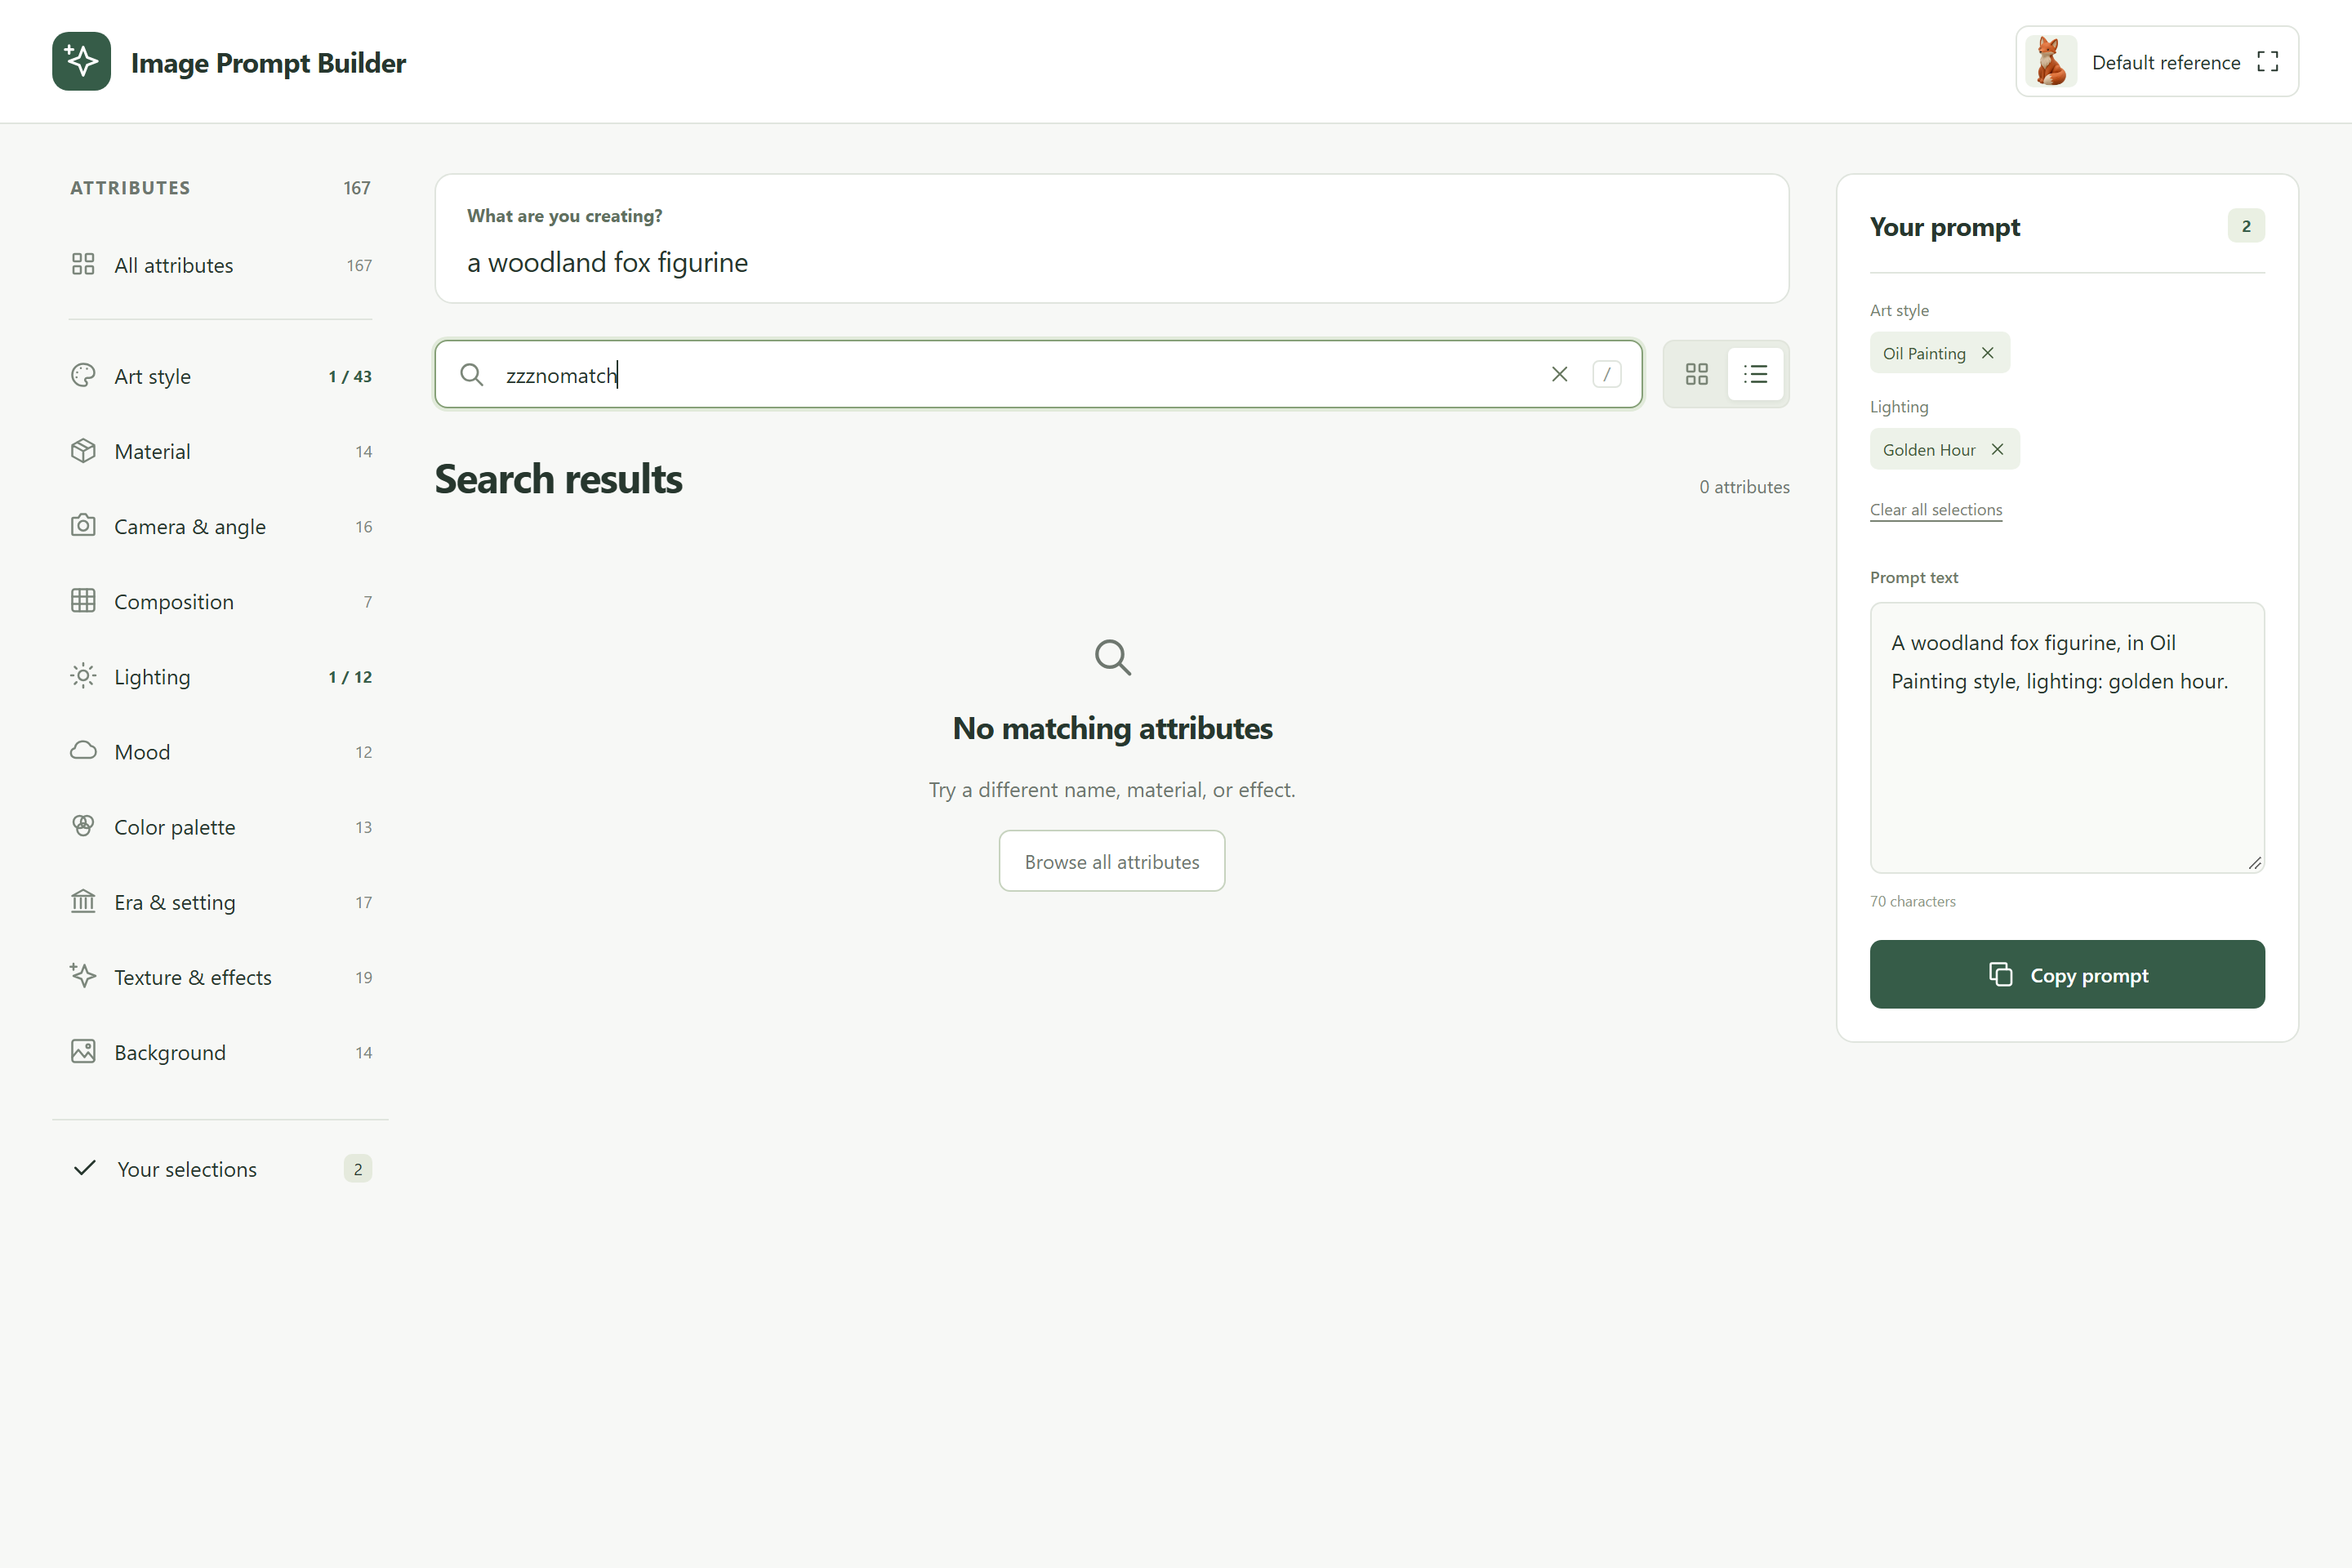 Image Prompt Builder
Default reference
ATTRIBUTES 167
All attributes 167
Art style 1 / 43
Material 14
Camera & angle 16
Composition 7
Lighting 1 / 12
Mood 12
Color palette 13
Era & setting 17
Texture & effects 19
Background 14
Your selections 2
What are you creating?
a woodland fox figurine
zzznomatch /
Search results
0 attributes
No matching attributes
Try a different name, material, or effect.
Browse all attributes
Your prompt 2
Art style
Oil Painting
Lighting
Golden Hour
Clear all selections
Prompt text
A woodland fox figurine, in Oil
Painting style, lighting: golden hour.
70 characters
Copy prompt